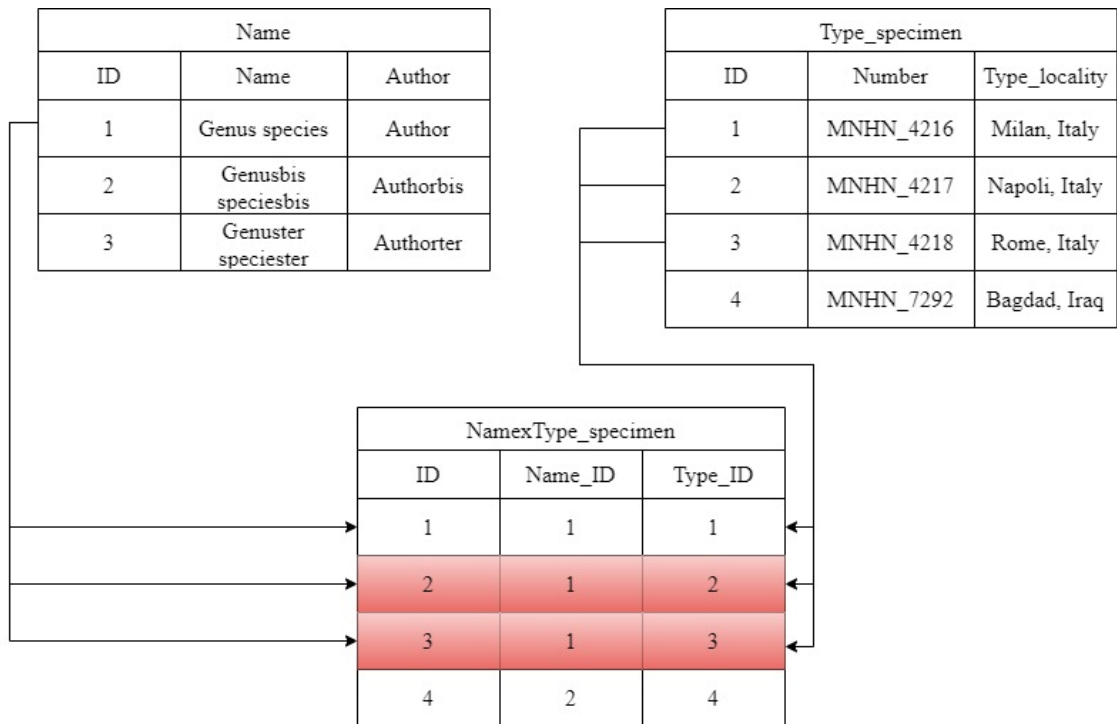 Name
ID Name Author
1 Genus species Author
2 Genusbis
speciesbis Authorbis
3 Genuster
speciester Authorter
Type_specimen
ID Number Type_locality
1 MNHN_4216 Milan, Italy
2 MNHN_4217 Napoli, Italy
3 MNHN_4218 Rome, Italy
4 MNHN_7292 Bagdad, Iraq
NamexType_specimen
ID Name_ID Type_ID
1 1 1
2 1 2
3 1 3
4 2 4